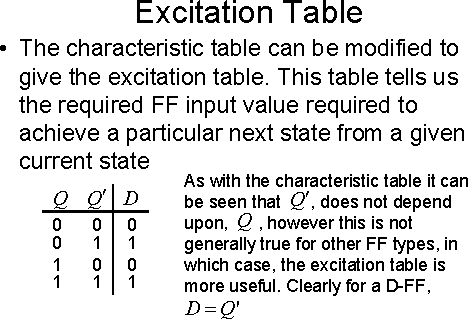 Excitation Table
• The characteristic table can be modified to
give the excitation table. This table tells us
the required FF input value required to
achieve a particular next state from a given
current state
Q Q′ D
0 0 0
0 1 1
1 0 0
1 1 1
As with the characteristic table it can
be seen that Q′, does not depend
upon, Q , however this is not
generally true for other FF types, in
which case, the excitation table is
more useful. Clearly for a D-FF,
D = Q′